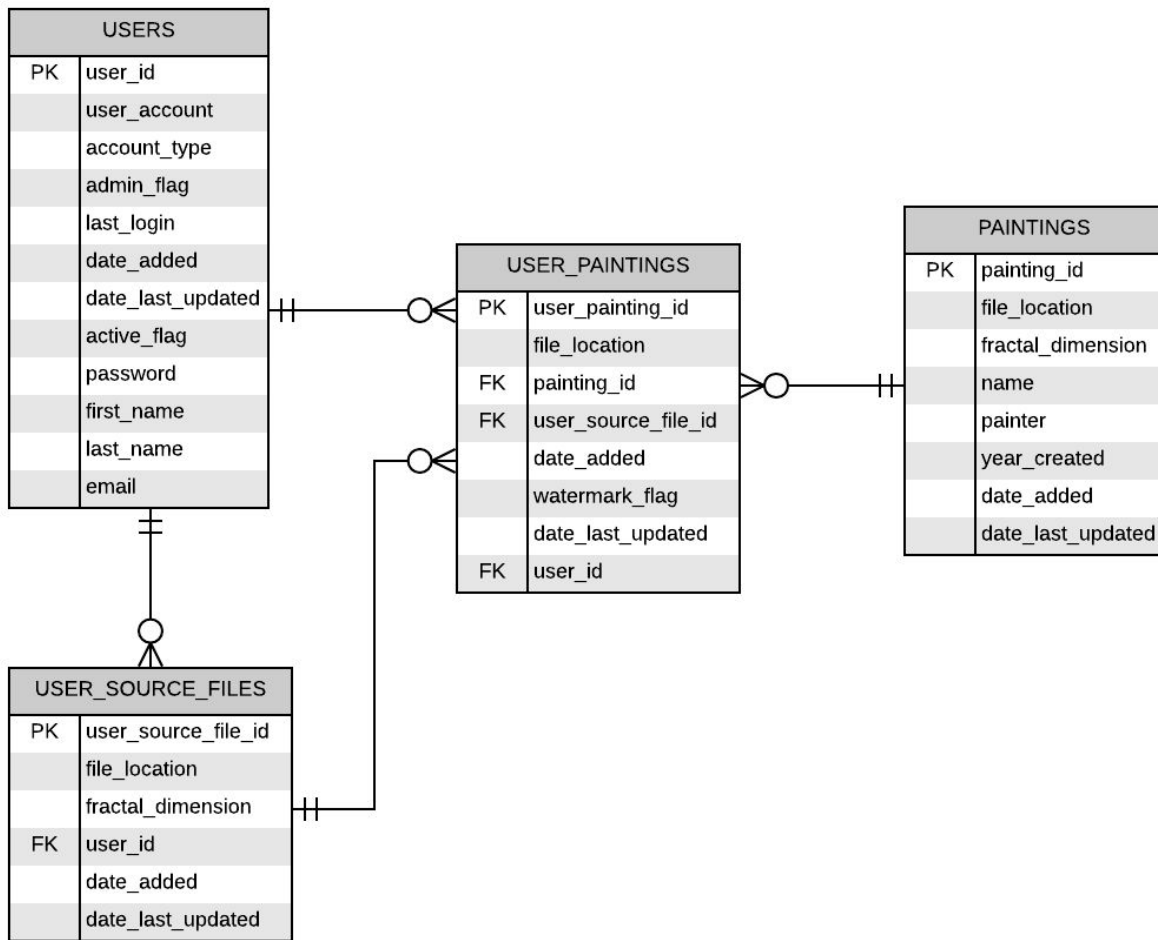 USERS
PK user_id
user_account
account_type
admin_flag
last_login
date_added
date_last_updated
active_flag
password
first_name
last_name
email
USER_PAINTINGS
PK user_painting_id
file_location
FK painting_id
FK user_source_file_id
date_added
watermark_flag
date_last_updated
FK user_id
PAINTINGS
PK painting_id
file_location
fractal_dimension
name
painter
year_created
date_added
date_last_updated
USER_SOURCE_FILES
PK user_source_file_id
file_location
fractal_dimension
FK user_id
date_added
date_last_updated